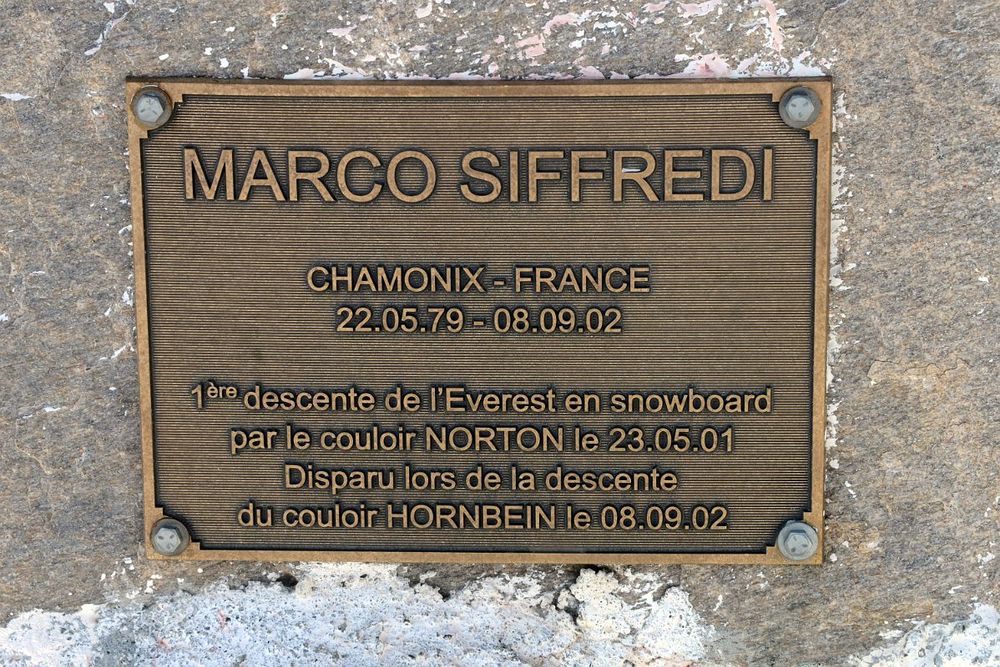 MARCO SIFFREDI
CHAMONIX - FRANCE
22.05.79 - 08.09.02
1ère descente de l'Everest en snowboard
par le couloir NORTON le 23.05.01
Disparu lors de la descente
du couloir HORNBEIN le 08.09.02